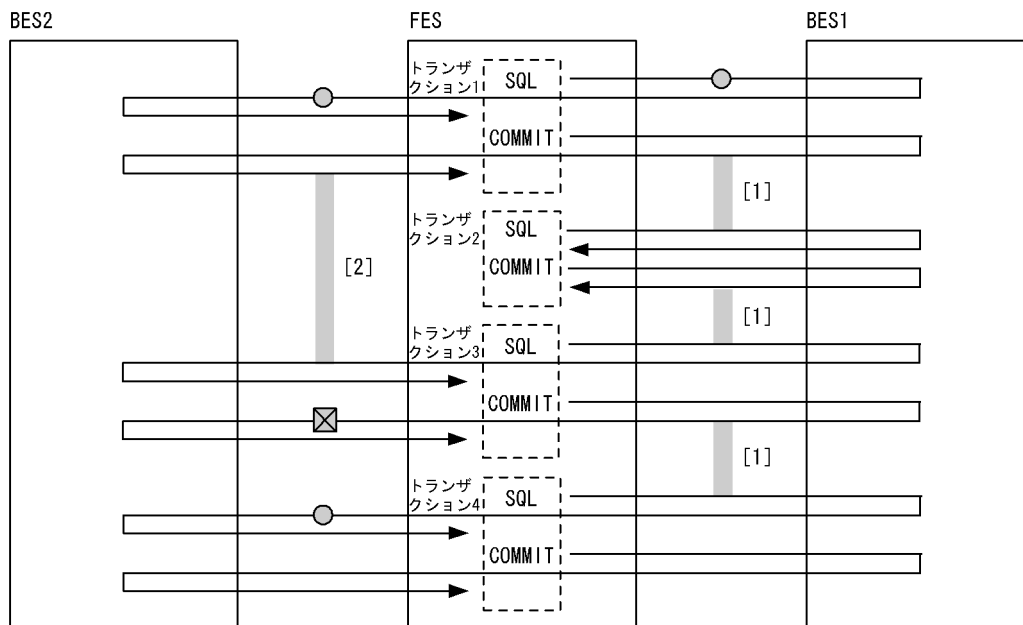 BES2
FES
BES1
トランザ
クション1
SQL
COMMIT
[1]
トランザ
クション2
SQL
COMMIT
[2]
[1]
トランザ
クション3
SQL
COMMIT
[1]
トランザ
クション4
SQL
COMMIT